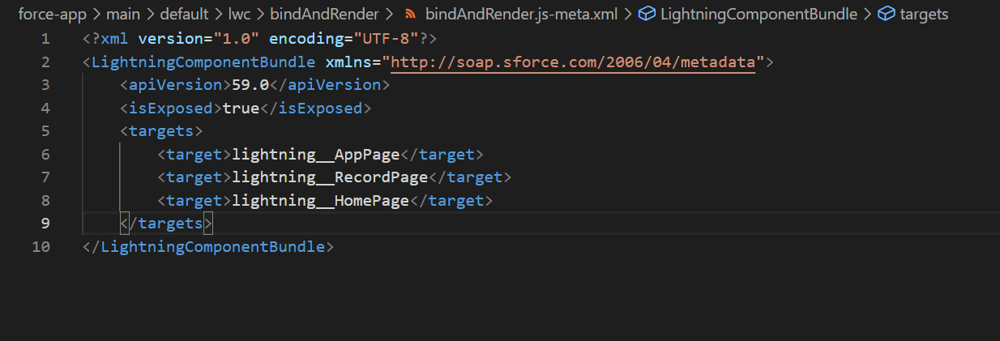 force-app > main > default > lwc > bindAndRender > bindAndRender.js-meta.xml > LightningComponentBundle > targets
1 <?xml version="1.0" encoding="UTF-8"?>
2 <LightningComponentBundle xmlns="http://soap.sforce.com/2006/04/metadata">
3     <apiVersion>59.0</apiVersion>
4     <isExposed>true</isExposed>
5     <targets>
6         <target>lightning__AppPage</target>
7         <target>lightning__RecordPage</target>
8         <target>lightning__HomePage</target>
9     </targets>
10 </LightningComponentBundle>